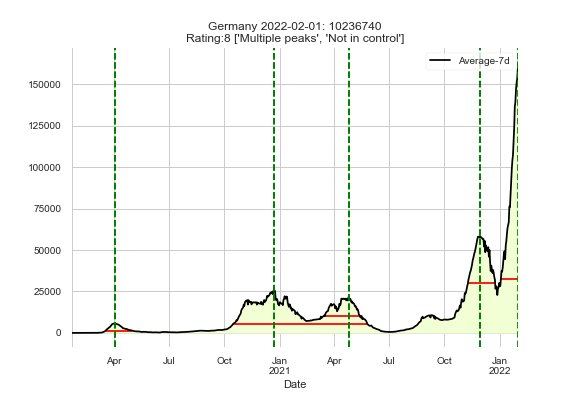 Germany 2022-02-01: 10236740
Rating:8 ['Multiple peaks', 'Not in control']
Average-7d
150000
125000
100000
75000
50000
25000
0
Apr Jul Oct Jan Apr Jul Oct Jan
2021 2022
Date